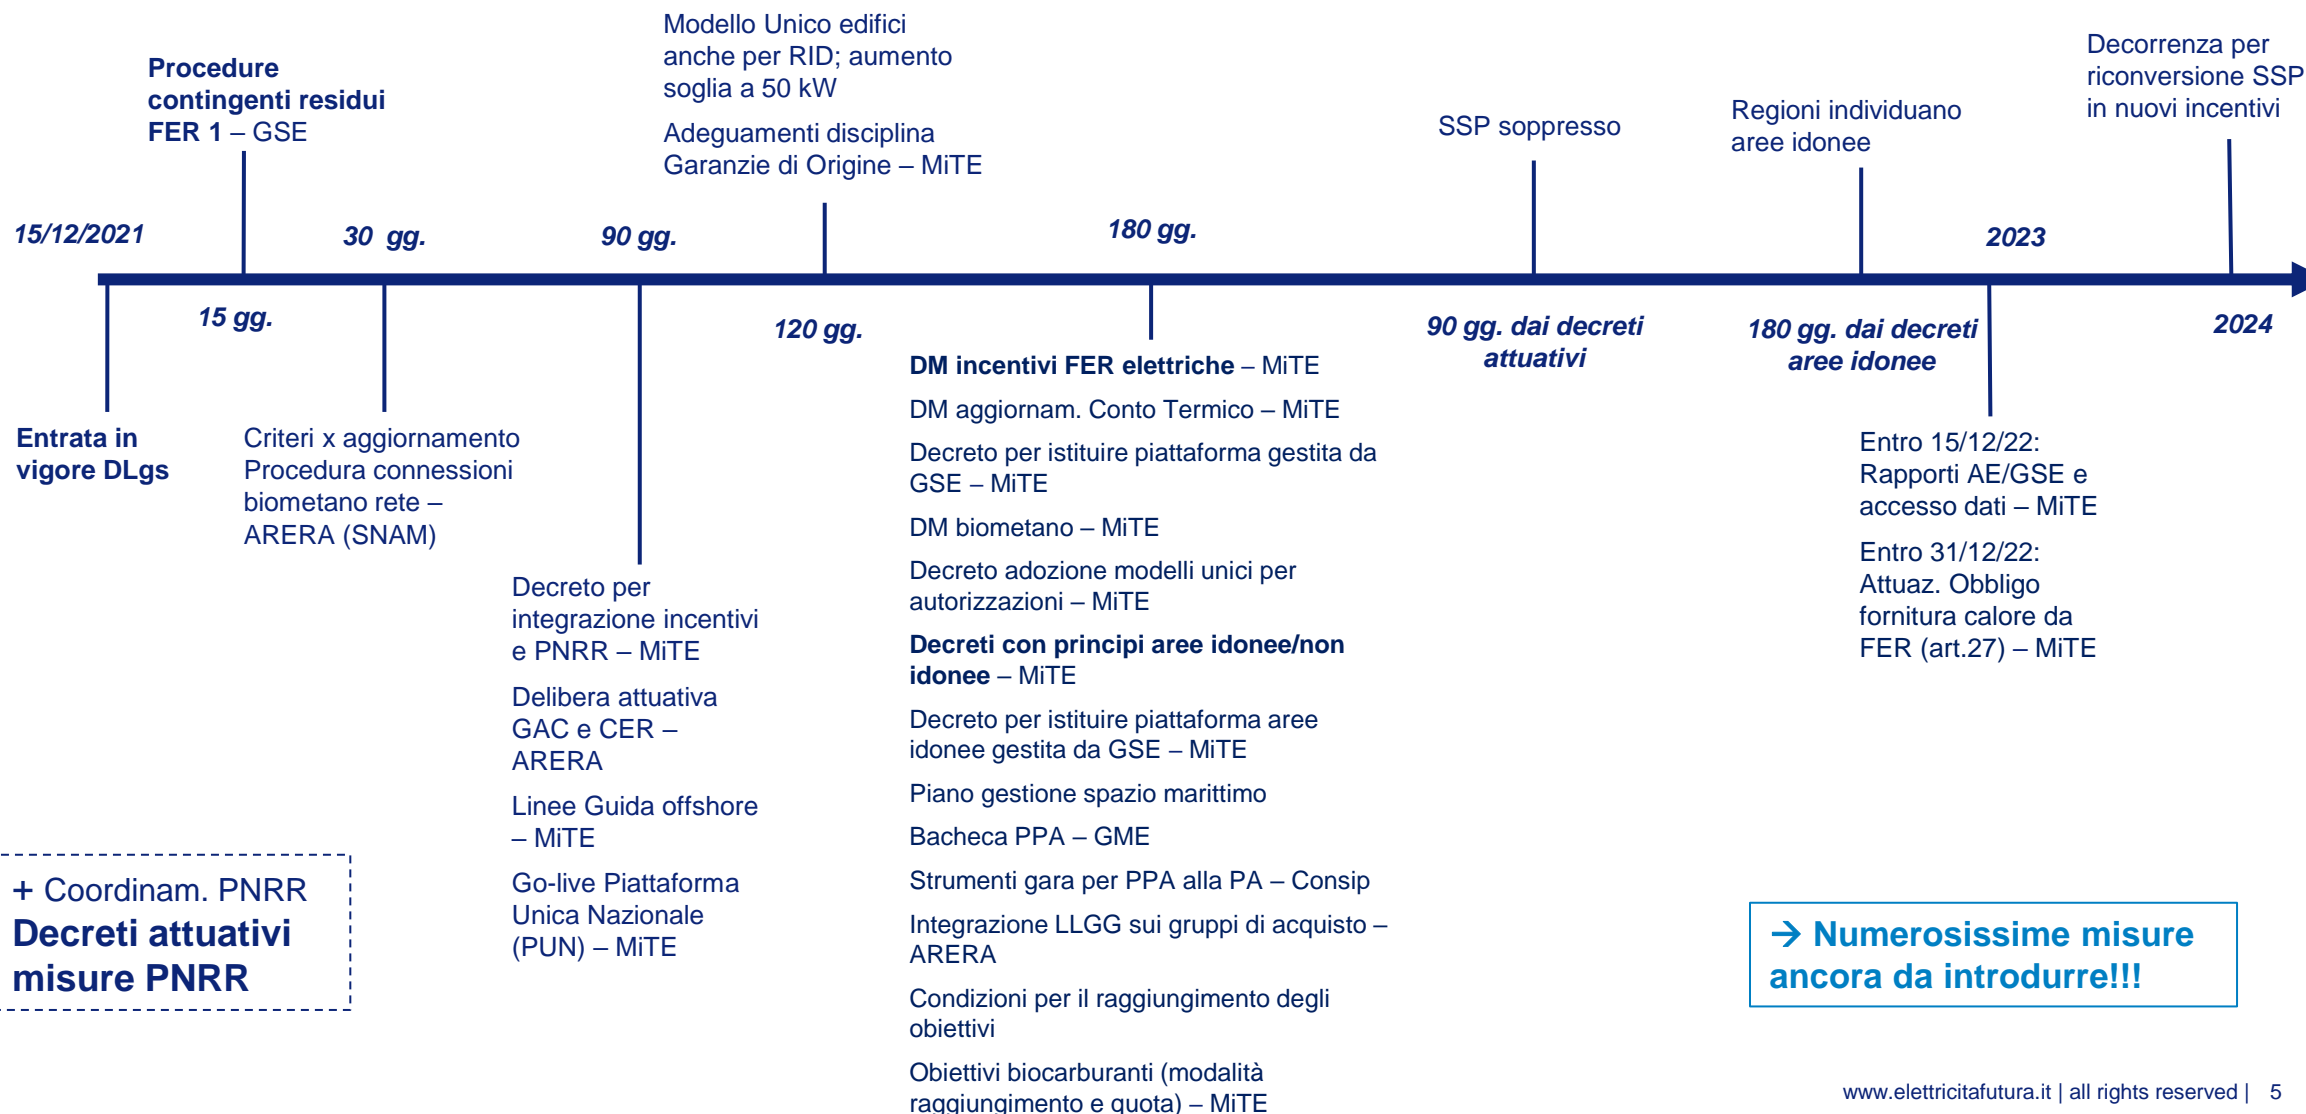 Procedure
contingenti residui
FER 1 – GSE
Modello Unico edifici
anche per RID; aumento
soglia a 50 kW
Adeguamenti disciplina
Garanzie di Origine – MiTE
SSP soppresso
Regioni individuano
aree idonee
Decorrenza per
riconversione SSP
in nuovi incentivi
15/12/2021
30 gg.
90 gg.
180 gg.
2023
15 gg.
120 gg.
90 gg. dai decreti
attuativi
180 gg. dai decreti
aree idonee
2024
Entrata in
vigore DLgs
Criteri x aggiornamento
Procedura connessioni
biometano rete –
ARERA (SNAM)
Decreto per
integrazione incentivi
e PNRR – MiTE
Delibera attuativa
GAC e CER –
ARERA
Linee Guida offshore
– MiTE
Go-live Piattaforma
Unica Nazionale
(PUN) – MiTE
DM incentivi FER elettriche – MiTE
DM aggiornam. Conto Termico – MiTE
Decreto per istituire piattaforma gestita da
GSE – MiTE
DM biometano – MiTE
Decreto adozione modelli unici per
autorizzazioni – MiTE
Decreti con principi aree idonee/non
idonee – MiTE
Decreto per istituire piattaforma aree
idonee gestita da GSE – MiTE
Piano gestione spazio marittimo
Bacheca PPA – GME
Strumenti gara per PPA alla PA – Consip
Integrazione LLGG sui gruppi di acquisto –
ARERA
Condizioni per il raggiungimento degli
obiettivi
Obiettivi biocarburanti (modalità
raggiungimento e quota) – MiTE
Entro 15/12/22:
Rapporti AE/GSE e
accesso dati – MiTE
Entro 31/12/22:
Attuaz. Obbligo
fornitura calore da
FER (art.27) – MiTE
+ Coordinam. PNRR
Decreti attuativi
misure PNRR
→ Numerosissime misure
ancora da introdurre!!!
www.elettricitafutura.it | all rights reserved | 5